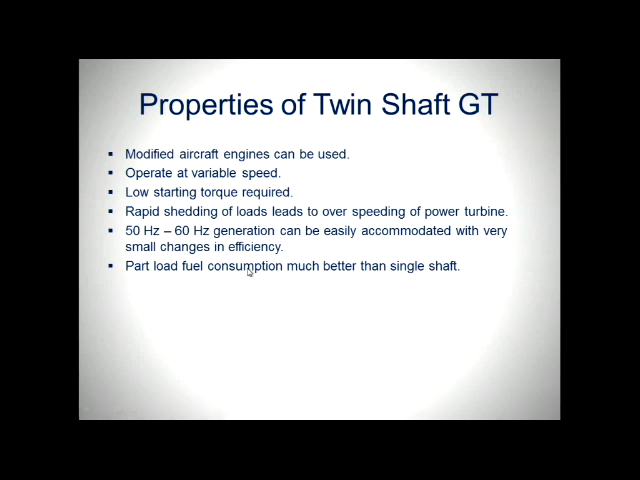 Properties of Twin Shaft GT
▪ Modified aircraft engines can be used.
▪ Operate at variable speed.
▪ Low starting torque required.
▪ Rapid shedding of loads leads to over speeding of power turbine.
▪ 50 Hz – 60 Hz generation can be easily accommodated with very
small changes in efficiency.
▪ Part load fuel consumption much better than single shaft.